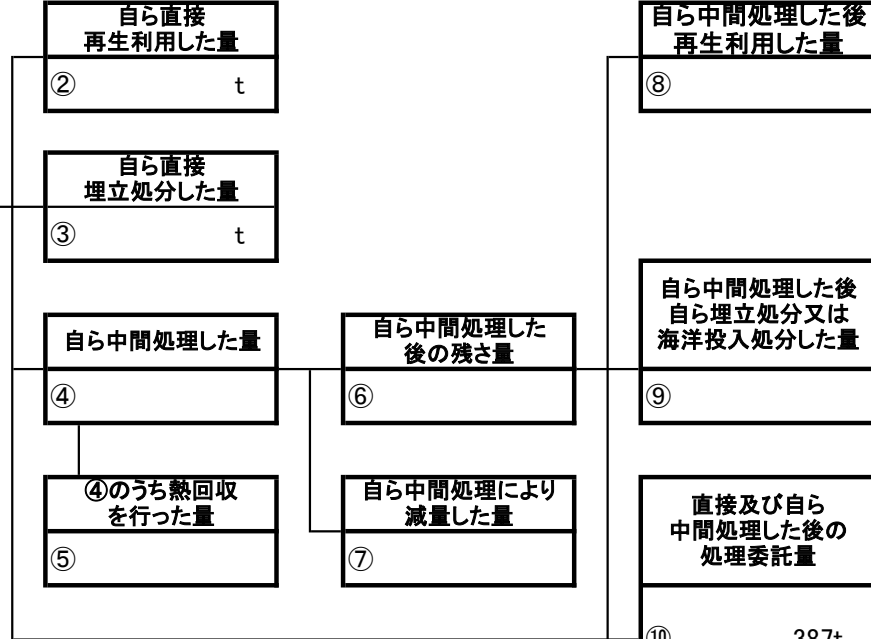 自ら直接
再生利用した量
② t
自ら中間処理した後
再生利用した量
⑧
自ら直接
埋立処分した量
③ t
自ら中間処理した量
④
自ら中間処理した
後の残さ量
⑥
自ら中間処理した後
自ら埋立処分又は
海洋投入処分した量
⑨
④のうち熱回収
を行った量
⑤
自ら中間処理により
減量した量
⑦
直接及び自ら
中間処理した後の
処理委託量
⑩ 387t